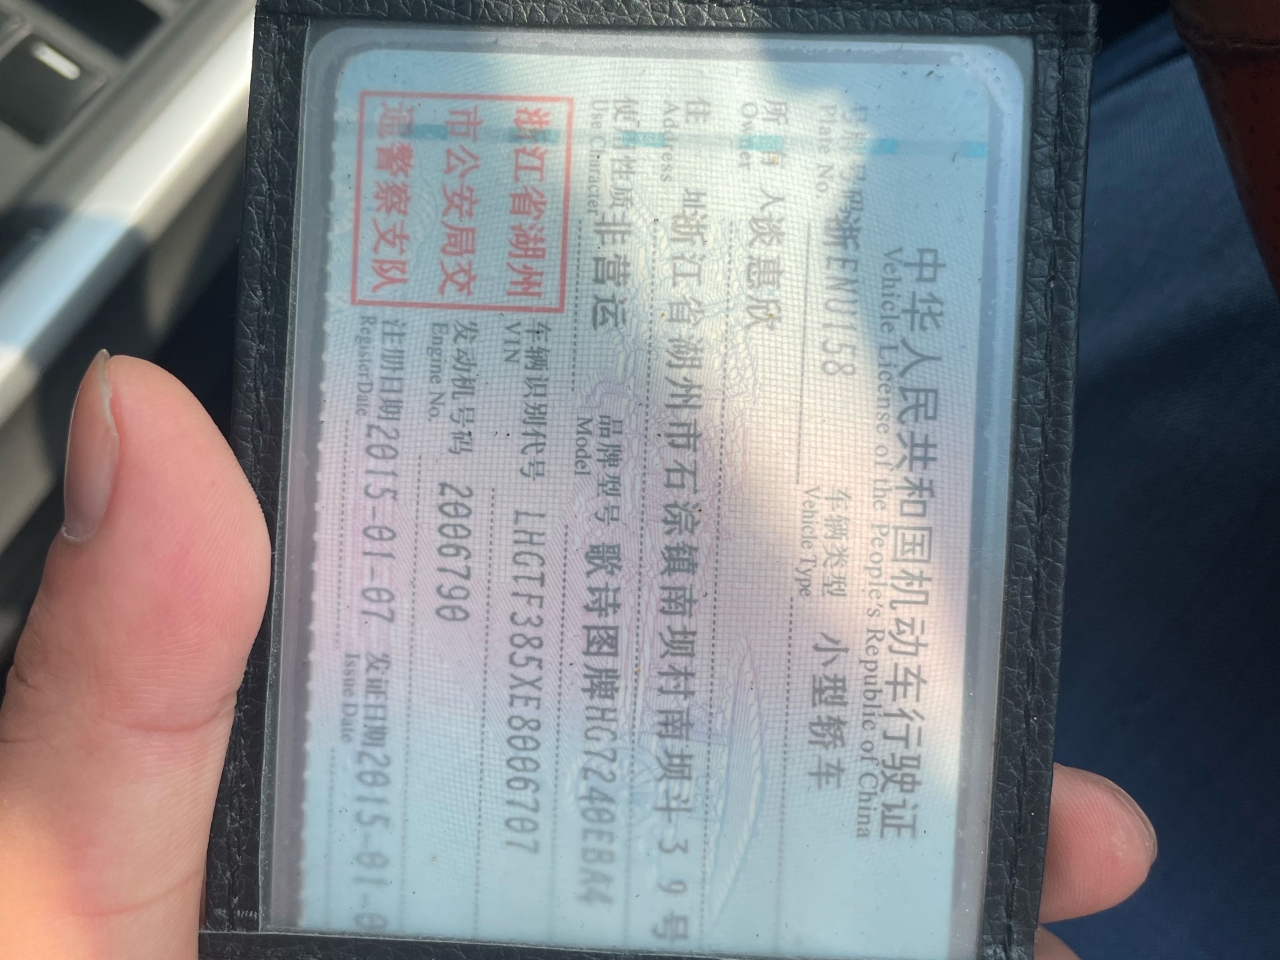 中华人民共和国机动车行驶证
Vehicle License of the People's Republic of China
号牌号码 浙ENU158 车辆类型 小型轿车
Plate No. Vehicle Type
所有人 谈惠欣
Owner
住址 浙江省湖州市石淙镇南坝村南坝斗39号
Address
使用性质 非营运 品牌型号 歌诗图牌HG7240EBA4
Use Character Model
浙江省湖州
市公安局交
通警察支队
车辆识别代号 LHGTF385XE8006707
VIN
发动机号码 2006790
Engine No.
注册日期 2015-01-07 发证日期 2015-01-0
Register Date Issue Date